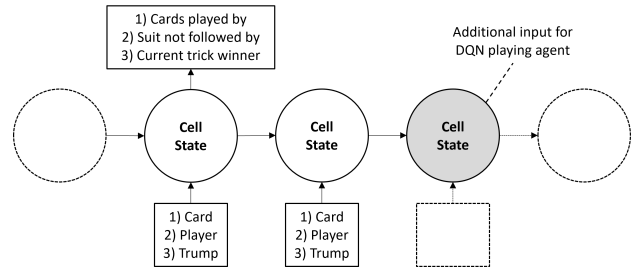 1) Cards played by
2) Suit not followed by
3) Current trick winner
Additional input for
DQN playing agent
Cell
State
Cell
State
Cell
State
1) Card
2) Player
3) Trump
1) Card
2) Player
3) Trump